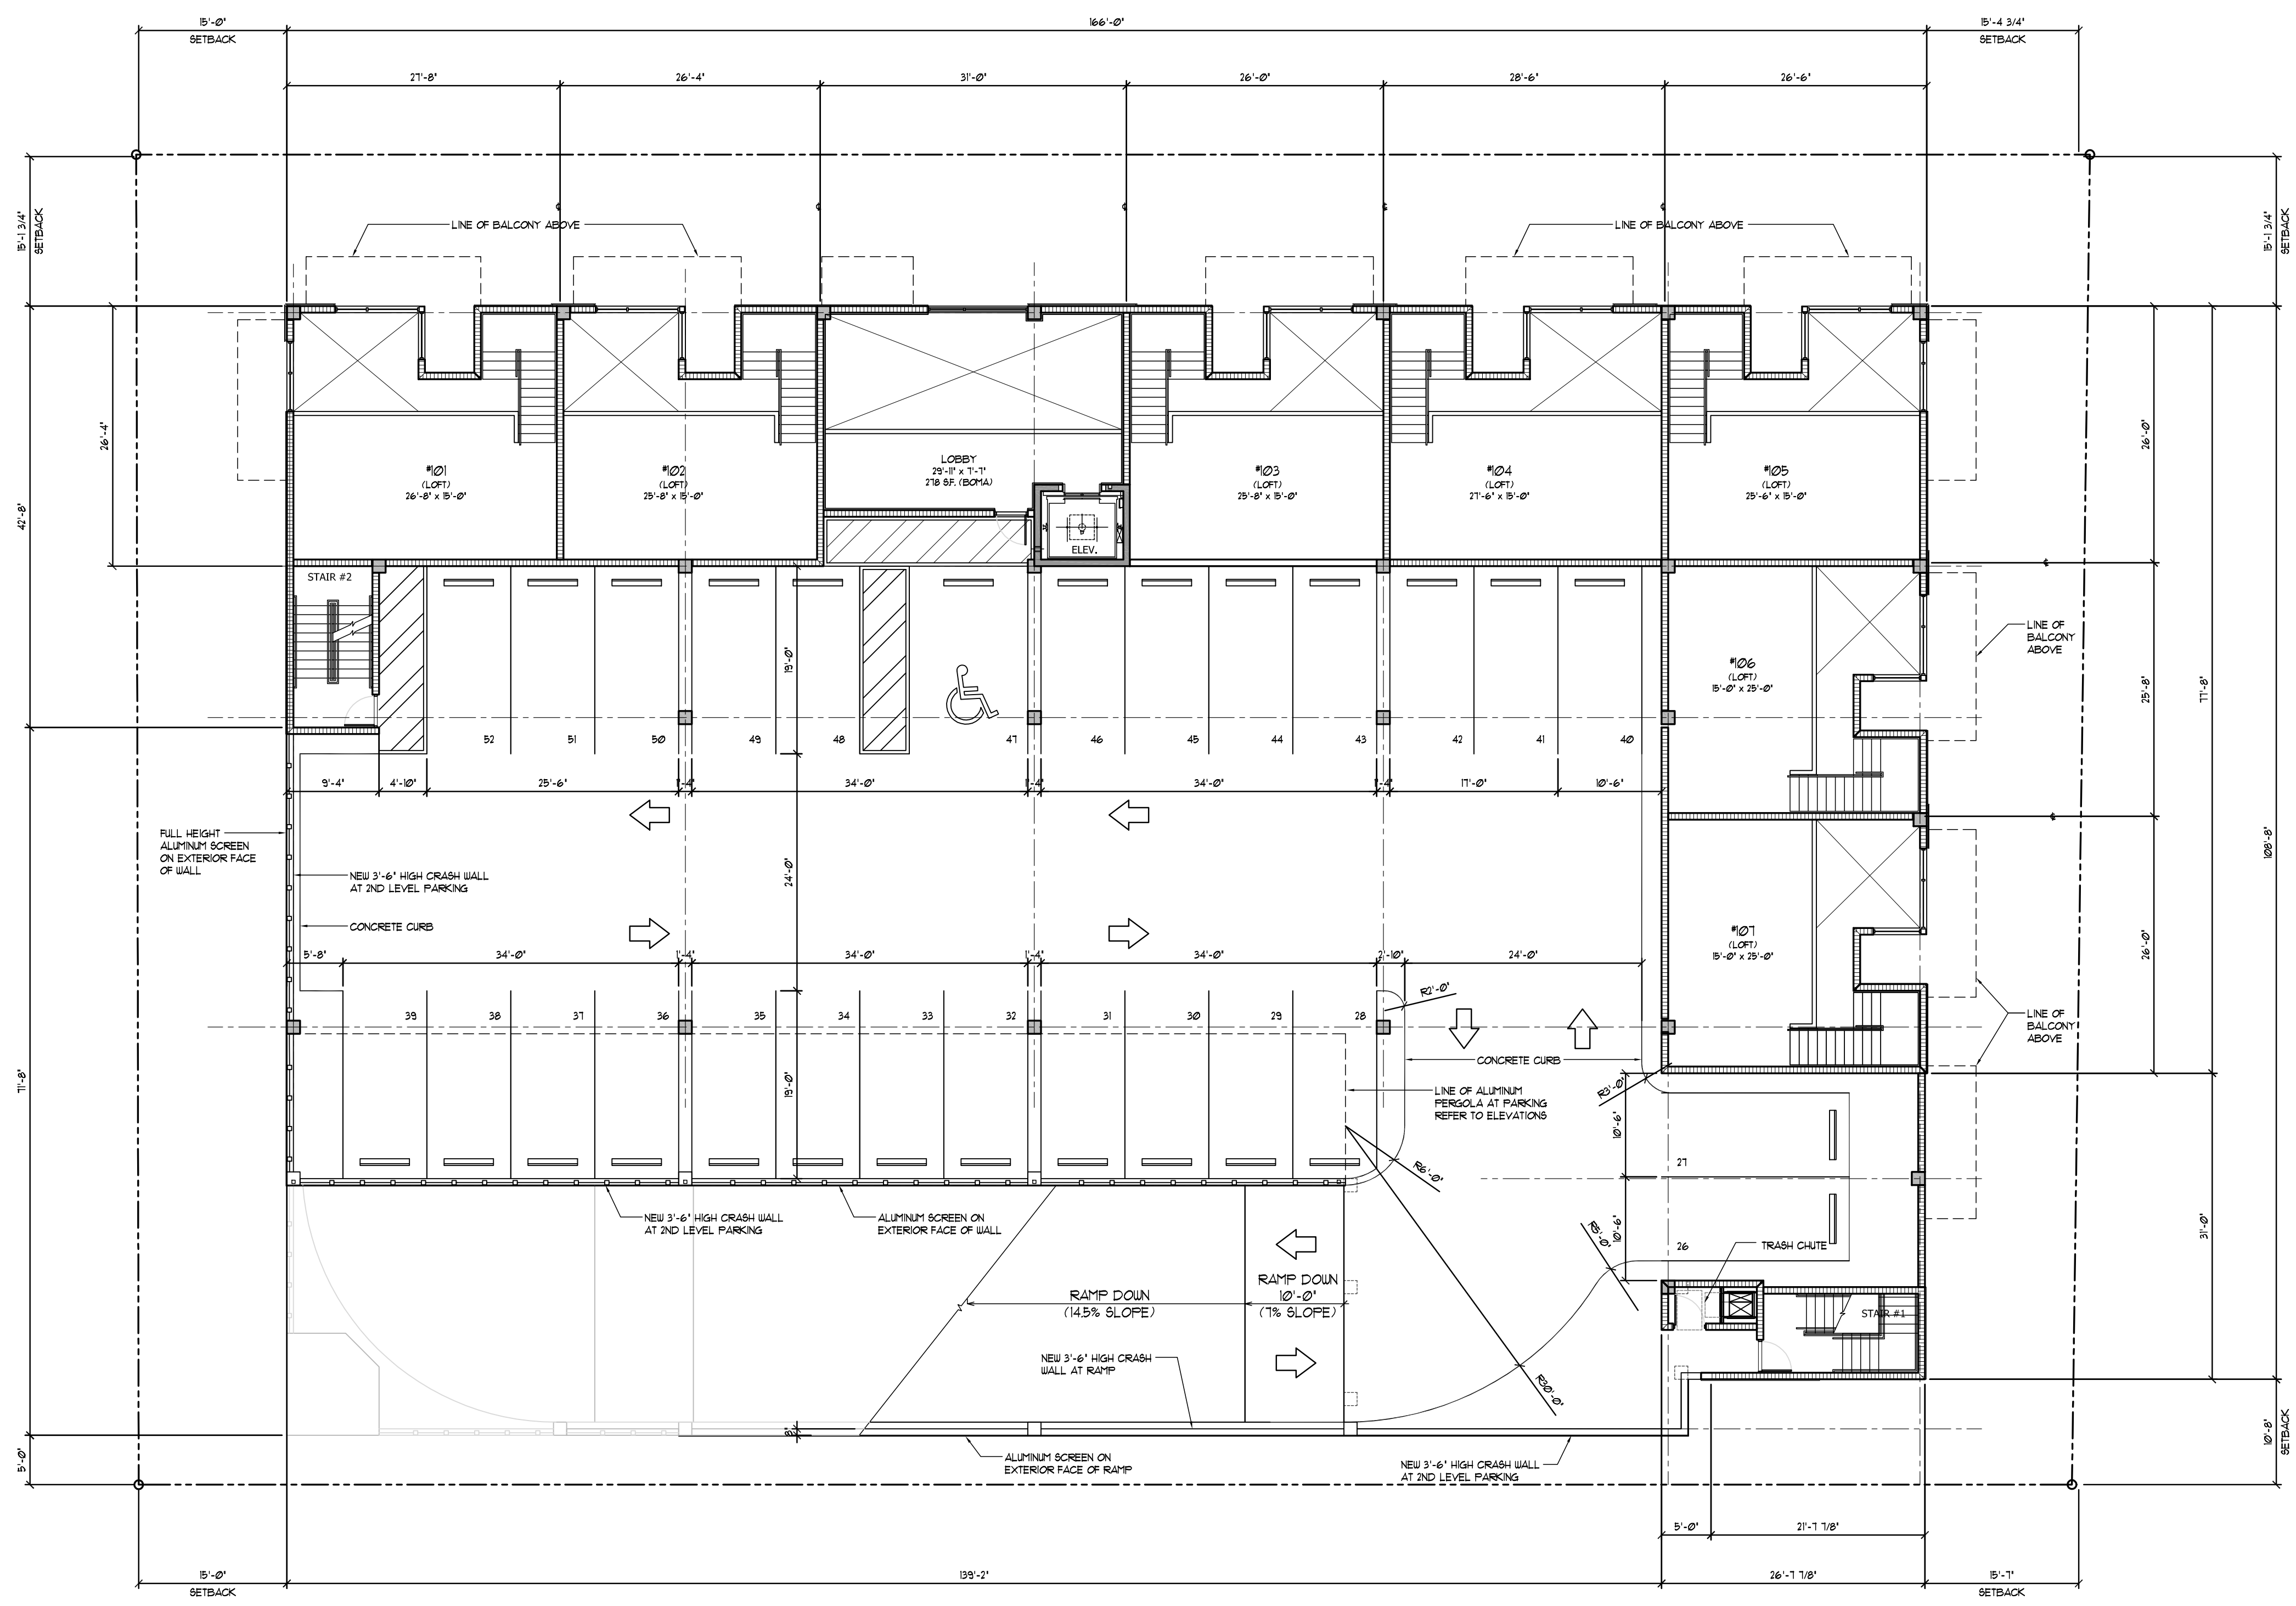 15'-0"
SETBACK
166'-0"
15'-4 3/4"
SETBACK
27'-8"
26'-4"
31'-0"
26'-0"
28'-6"
26'-6"
15'-1 3/4"
SETBACK
15'-1 3/4"
SETBACK
LINE OF BALCONY ABOVE
LINE OF BALCONY ABOVE
26'-4"
42'-8"
#101
(LOFT)
26'-8" x 15'-0"
#102
(LOFT)
25'-8" x 15'-0"
LOBBY
29'-11" x 7'-7"
278 S.F. (BOMA)
ELEV.
#103
(LOFT)
25'-8" x 15'-0"
#104
(LOFT)
27'-6" x 15'-0"
#105
(LOFT)
25'-6" x 15'-0"
26'-0"
STAIR #2
19'-0"
#106
(LOFT)
15'-0" x 25'-0"
LINE OF
BALCONY
ABOVE
25'-8"
77'-8"
52
51
50
49
48
47
46
45
44
43
42
41
40
9'-4"
4'-10"
25'-6"
1'-4"
34'-0"
1'-4"
34'-0"
1'-4"
17'-0"
10'-6"
FULL HEIGHT
ALUMINUM SCREEN
ON EXTERIOR FACE
OF WALL
NEW 3'-6" HIGH CRASH WALL
AT 2ND LEVEL PARKING
CONCRETE CURB
24'-0"
108'-8"
#107
(LOFT)
15'-0" x 25'-0"
26'-0"
5'-8"
34'-0"
1'-4"
34'-0"
1'-4"
34'-0"
2'-10"
24'-0"
R2'-0"
39
38
37
36
35
34
33
32
31
30
29
28
LINE OF
BALCONY
ABOVE
CONCRETE CURB
71'-8"
19'-0"
LINE OF ALUMINUM
PERGOLA AT PARKING
REFER TO ELEVATIONS
R3'-0"
10'-6"
R6'-0"
27
NEW 3'-6" HIGH CRASH WALL
AT 2ND LEVEL PARKING
ALUMINUM SCREEN ON
EXTERIOR FACE OF WALL
R5'-0"
10'-6"
26
TRASH CHUTE
31'-0"
RAMP DOWN
(14.5% SLOPE)
RAMP DOWN
10'-0"
(7% SLOPE)
STAIR #1
NEW 3'-6" HIGH CRASH
WALL AT RAMP
R30'-0"
8"
5'-0"
ALUMINUM SCREEN ON
EXTERIOR FACE OF RAMP
NEW 3'-6" HIGH CRASH WALL
AT 2ND LEVEL PARKING
10'-8"
SETBACK
5'-0"
21'-7 7/8"
15'-0"
SETBACK
139'-2"
26'-7 7/8"
15'-7"
SETBACK